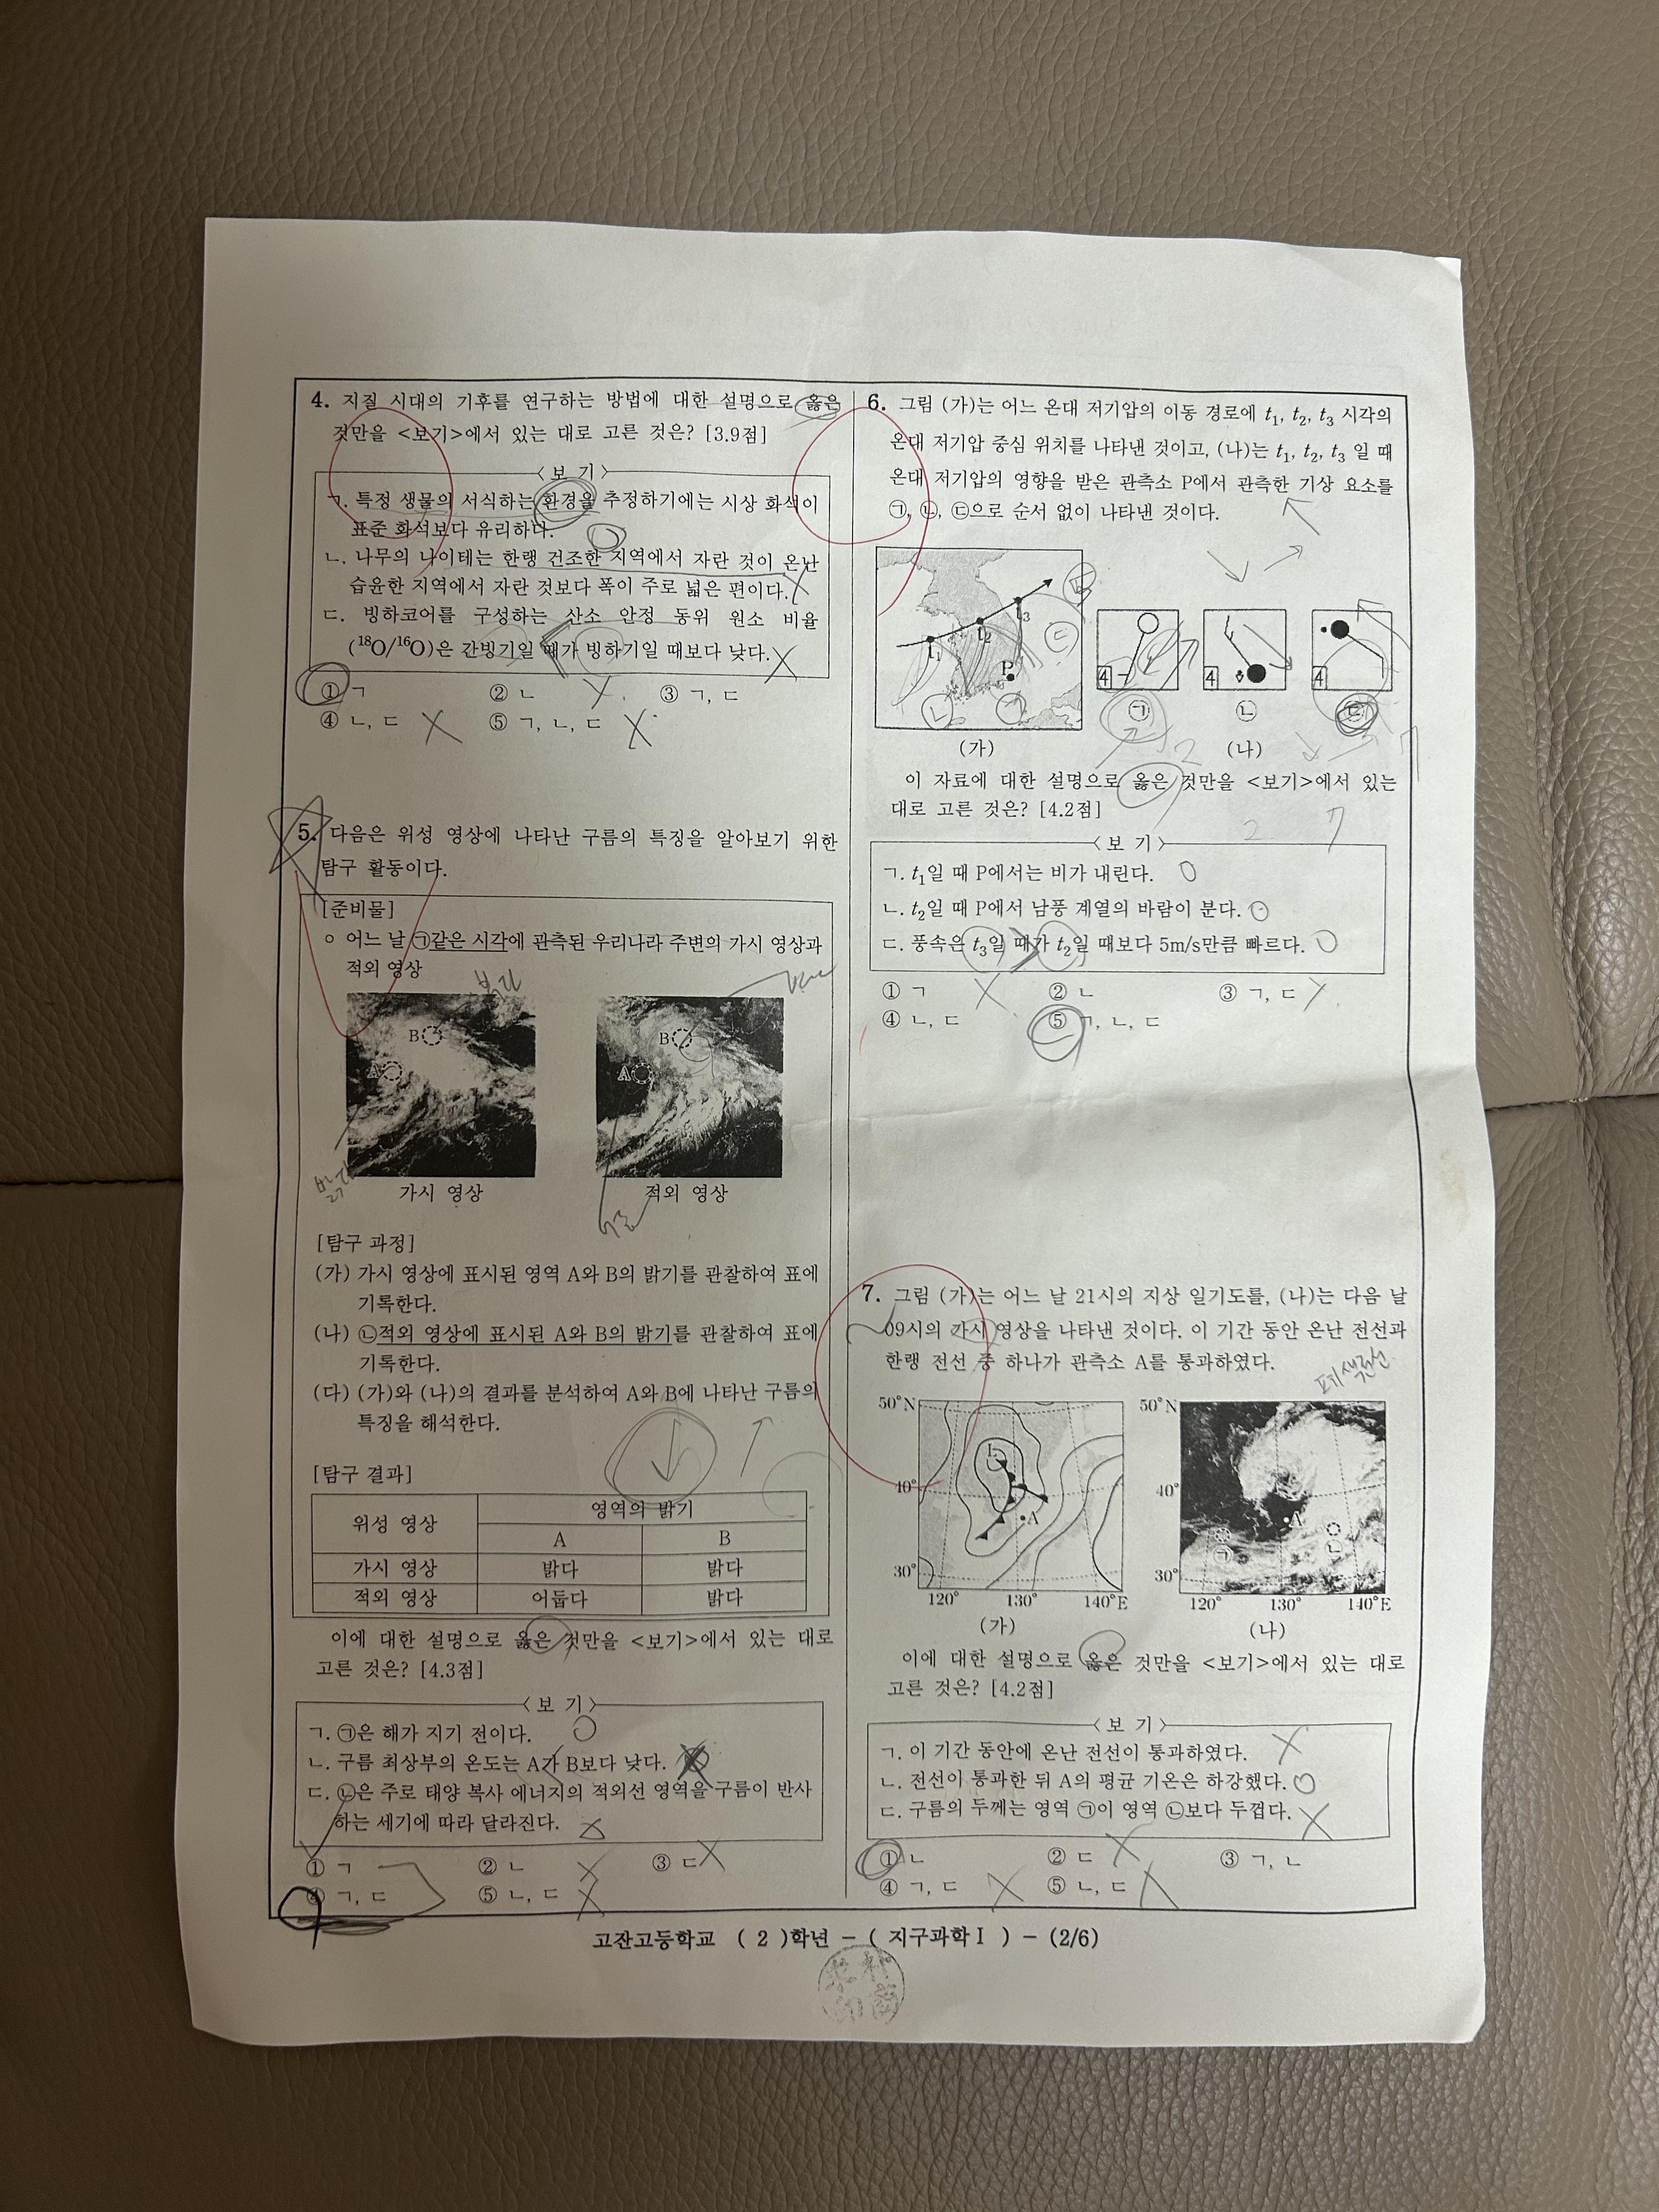 4. 지질 시대의 기후를 연구하는 방법에 대한 설명으로 옳은
것만을 <보기>에서 있는 대로 고른 것은? [3.9점]
<보 기>
ㄱ. 특정 생물의 서식하는 환경을 추정하기에는 시상 화석이
표준 화석보다 유리하다.
ㄴ. 나무의 나이테는 한랭 건조한 지역에서 자란 것이 온난
습윤한 지역에서 자란 것보다 폭이 주로 넓은 편이다.
ㄷ. 빙하코어를 구성하는 산소 안정 동위 원소 비율
(¹⁸O/¹⁶O)은 간빙기일 때가 빙하기일 때보다 낮다.
① ㄱ ② ㄴ ③ ㄱ, ㄷ
④ ㄴ, ㄷ ⑤ ㄱ, ㄴ, ㄷ
5. 다음은 위성 영상에 나타난 구름의 특징을 알아보기 위한
탐구 활동이다.
[준비물]
ㅇ 어느 날 ㉠같은 시각에 관측된 우리나라 주변의 가시 영상과
적외 영상
밝다
B B
A A
밝다
가시 영상 적외 영상
[탐구 과정]
(가) 가시 영상에 표시된 영역 A와 B의 밝기를 관찰하여 표에
기록한다.
(나) ㉡적외 영상에 표시된 A와 B의 밝기를 관찰하여 표에
기록한다.
(다) (가)와 (나)의 결과를 분석하여 A와 B에 나타난 구름의
특징을 해석한다.
[탐구 결과]
위성 영상 영역의 밝기
A B
가시 영상 밝다 밝다
적외 영상 어둡다 밝다
이에 대한 설명으로 옳은 것만을 <보기>에서 있는 대로
고른 것은? [4.3점]
<보 기>
ㄱ. ㉠은 해가 지기 전이다.
ㄴ. 구름 최상부의 온도는 A가 B보다 낮다.
ㄷ. ㉡은 주로 태양 복사 에너지의 적외선 영역을 구름이 반사
하는 세기에 따라 달라진다.
① ㄱ ② ㄴ ③ ㄷ
④ ㄱ, ㄷ ⑤ ㄴ, ㄷ
6. 그림 (가)는 어느 온대 저기압의 이동 경로에 t₁, t₂, t₃ 시각의
온대 저기압 중심 위치를 나타낸 것이고, (나)는 t₁, t₂, t₃ 일 때
온대 저기압의 영향을 받은 관측소 P에서 관측한 기상 요소를
㉠, ㉡, ㉢으로 순서 없이 나타낸 것이다.
t₁ t₂ t₃
P
4 4 4
㉠ ㉡ ㉢
(가) (나)
이 자료에 대한 설명으로 옳은 것만을 <보기>에서 있는
대로 고른 것은? [4.2점]
<보 기>
ㄱ. t₁일 때 P에서는 비가 내린다.
ㄴ. t₂일 때 P에서 남풍 계열의 바람이 분다.
ㄷ. 풍속은 t₃일 때가 t₂일 때보다 5m/s만큼 빠르다.
① ㄱ ② ㄴ ③ ㄱ, ㄷ
④ ㄴ, ㄷ ⑤ ㄱ, ㄴ, ㄷ
7. 그림 (가)는 어느 날 21시의 지상 일기도를, (나)는 다음 날
09시의 가시 영상을 나타낸 것이다. 이 기간 동안 온난 전선과
한랭 전선 중 하나가 관측소 A를 통과하였다.
폐색전선
50°N 50°N
L
40° 40°
A A
㉠ ㉡
30° 30°
120° 130° 140°E 120° 130° 140°E
(가) (나)
이에 대한 설명으로 옳은 것만을 <보기>에서 있는 대로
고른 것은? [4.2점]
<보 기>
ㄱ. 이 기간 동안에 온난 전선이 통과하였다.
ㄴ. 전선이 통과한 뒤 A의 평균 기온은 하강했다.
ㄷ. 구름의 두께는 영역 ㉠이 영역 ㉡보다 두껍다.
① ㄴ ② ㄷ ③ ㄱ, ㄴ
④ ㄱ, ㄷ ⑤ ㄴ, ㄷ
고잔고등학교 ( 2 )학년 - ( 지구과학Ⅰ ) - (2/6)